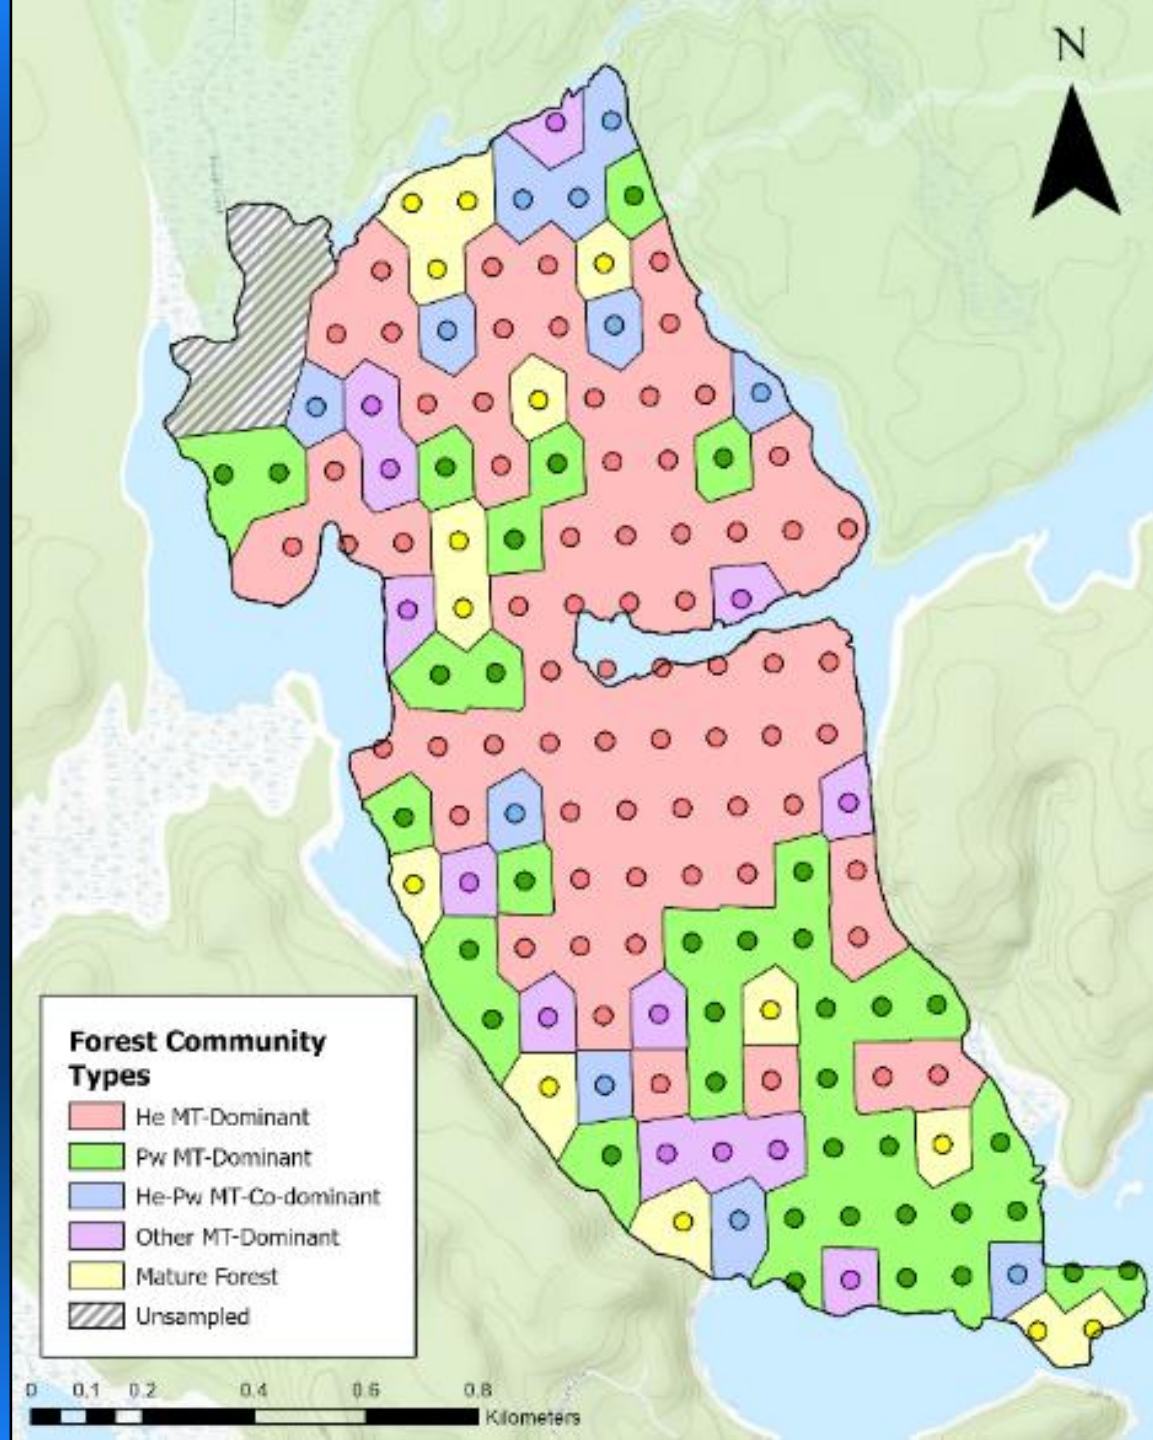 N
Forest Community
Types
He MT-Dominant
Pw MT-Dominant
He-Pw MT-Co-dominant
Other MT-Dominant
Mature Forest
Unsampled
0 0.1 0.2 0.4 0.6 0.8
Kilometers